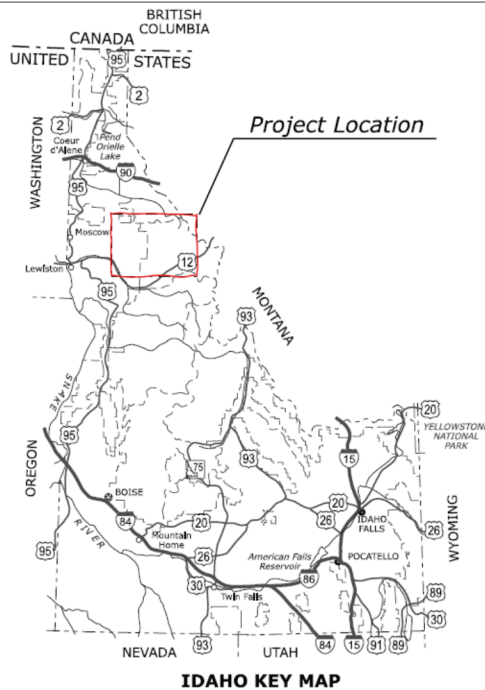 BRITISH
COLUMBIA
CANADA
UNITED STATES
95
2
WASHINGTON
2
Coeur
d'Alene
Pend
Orielle
Lake
90
Project Location
95
Moscow
12
Lewiston
95
MONTANA
93
SNAKE
RIVER
OREGON
95
75
93
20
YELLOWSTONE
NATIONAL
PARK
15
BOISE
84
20
Mountain
Home
26
20
26
IDAHO
FALLS
26
WYOMING
American Falls
Reservoir
POCATELLO
86
95
30
Twin Falls
89
30
93
84
15
91
89
NEVADA
UTAH
IDAHO KEY MAP